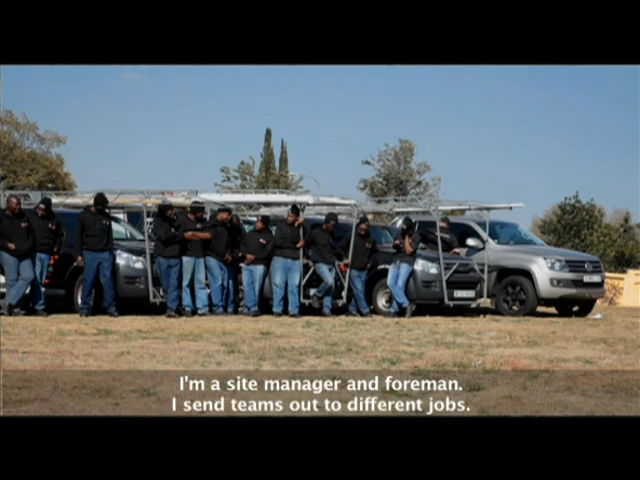 I'm a site manager and foreman.
I send teams out to different jobs.